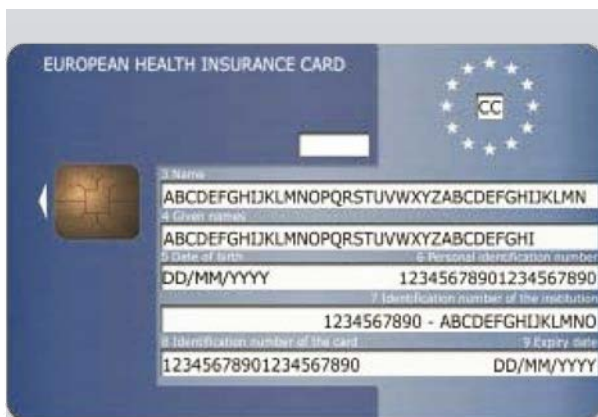 EUROPEAN HEALTH INSURANCE CARD
CC
3 Name
ABCDEFGHIJKLMNOPQRSTUVWXYZABCDEFGHIJKLMN
4 Given names
ABCDEFGHIJKLMNOPQRSTUVWXYZABCDEFGHI
5 Date of birth 6 Personal identification number
DD/MM/YYYY 12345678901234567890
7 Identification number of the institution
1234567890 - ABCDEFGHIJKLMNO
8 Identification number of the card 9 Expiry date
12345678901234567890 DD/MM/YYYY